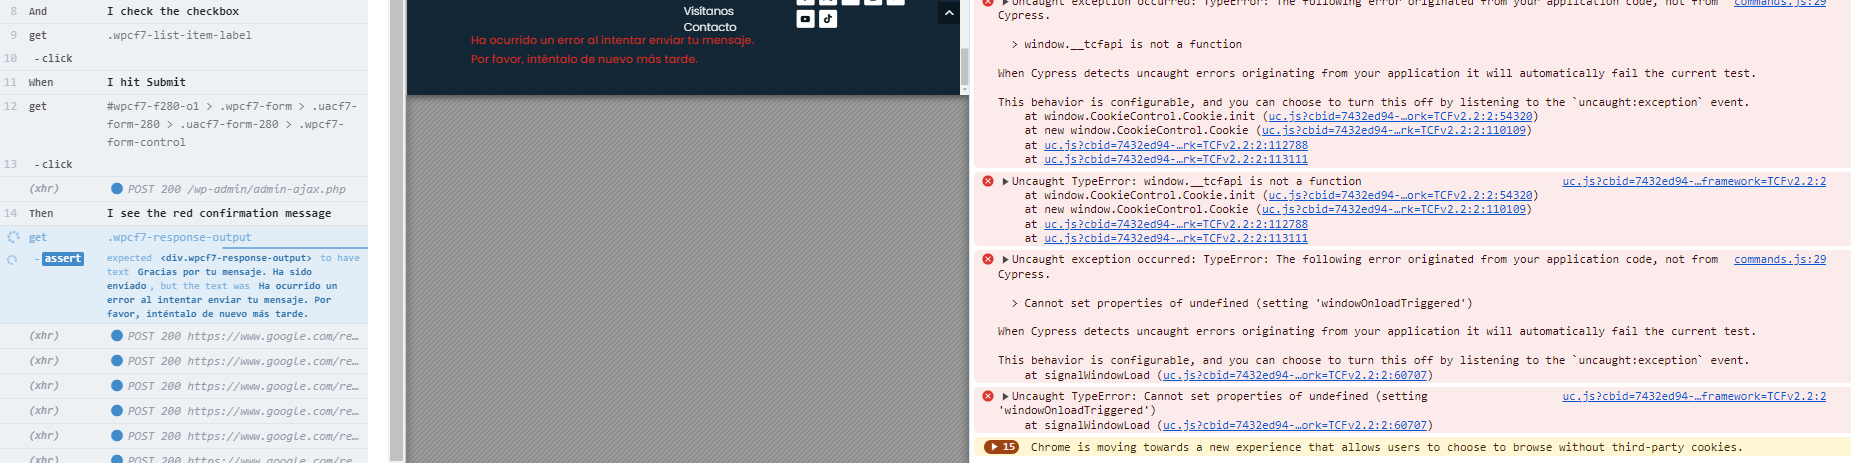 8 And I check the checkbox
9 get .wpcf7-list-item-label
10 -click
11 When I hit Submit
12 get #wpcf7-f280-o1 > .wpcf7-form > .uacf7-
form-280 > .uacf7-form-280 > .wpcf7-
form-control
13 -click
(xhr) POST 200 /wp-admin/admin-ajax.php
14 Then I see the red confirmation message
get .wpcf7-response-output
-assert expected <div.wpcf7-response-output> to have
text Gracias por tu mensaje. Ha sido
enviado, but the text was Ha ocurrido un
error al intentar enviar tu mensaje. Por
favor, inténtalo de nuevo más tarde.
(xhr) POST 200 https://www.google.com/re…
(xhr) POST 200 https://www.google.com/re…
(xhr) POST 200 https://www.google.com/re…
(xhr) POST 200 https://www.google.com/re…
(xhr) POST 200 https://www.google.com/re…
(xhr) POST 200 https://www.google.com/re…
Visítanos
Contacto
Ha ocurrido un error al intentar enviar tu mensaje.
Por favor, inténtalo de nuevo más tarde.
Uncaught exception occurred: TypeError: The following error originated from your application code, not from commands.js:29
Cypress.
> window.__tcfapi is not a function
When Cypress detects uncaught errors originating from your application it will automatically fail the current test.
This behavior is configurable, and you can choose to turn this off by listening to the `uncaught:exception` event.
at window.CookieControl.Cookie.init (uc.js?cbid=7432ed94-…ork=TCFv2.2:2:54320)
at new window.CookieControl.Cookie (uc.js?cbid=7432ed94-…ork=TCFv2.2:2:110109)
at uc.js?cbid=7432ed94-…rk=TCFv2.2:2:112788
at uc.js?cbid=7432ed94-…rk=TCFv2.2:2:113111
Uncaught TypeError: window.__tcfapi is not a function uc.js?cbid=7432ed94-…framework=TCFv2.2:2
at window.CookieControl.Cookie.init (uc.js?cbid=7432ed94-…ork=TCFv2.2:2:54320)
at new window.CookieControl.Cookie (uc.js?cbid=7432ed94-…ork=TCFv2.2:2:110109)
at uc.js?cbid=7432ed94-…rk=TCFv2.2:2:112788
at uc.js?cbid=7432ed94-…rk=TCFv2.2:2:113111
Uncaught exception occurred: TypeError: The following error originated from your application code, not from commands.js:29
Cypress.
> Cannot set properties of undefined (setting 'windowOnloadTriggered')
When Cypress detects uncaught errors originating from your application it will automatically fail the current test.
This behavior is configurable, and you can choose to turn this off by listening to the `uncaught:exception` event.
at signalWindowLoad (uc.js?cbid=7432ed94-…ork=TCFv2.2:2:60707)
Uncaught TypeError: Cannot set properties of undefined (setting uc.js?cbid=7432ed94-…framework=TCFv2.2:2
'windowOnloadTriggered')
at signalWindowLoad (uc.js?cbid=7432ed94-…ork=TCFv2.2:2:60707)
15 Chrome is moving towards a new experience that allows users to choose to browse without third-party cookies.